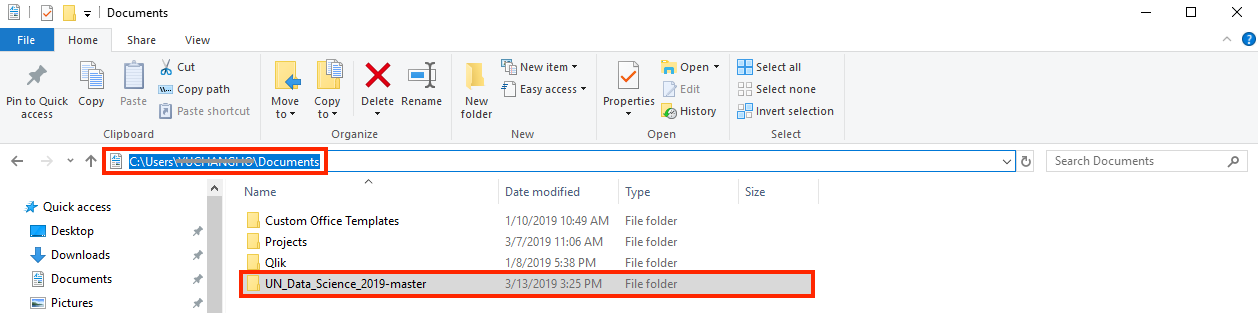 Documents
File Home Share View
Pin to Quick access
Copy
Paste
Cut
Copy path
Paste shortcut
Move to
Copy to
Delete
Rename
New folder
New item
Easy access
Properties
Open
Edit
History
Select all
Select none
Invert selection
Clipboard Organize New Open Select
C:\Users\YUCHANGHO\Documents
Search Documents
Name Date modified Type Size
Quick access
Desktop
Downloads
Documents
Pictures
Custom Office Templates 1/10/2019 10:49 AM File folder
Projects 3/7/2019 11:06 AM File folder
Qlik 1/8/2019 5:38 PM File folder
UN_Data_Science_2019-master 3/13/2019 3:25 PM File folder